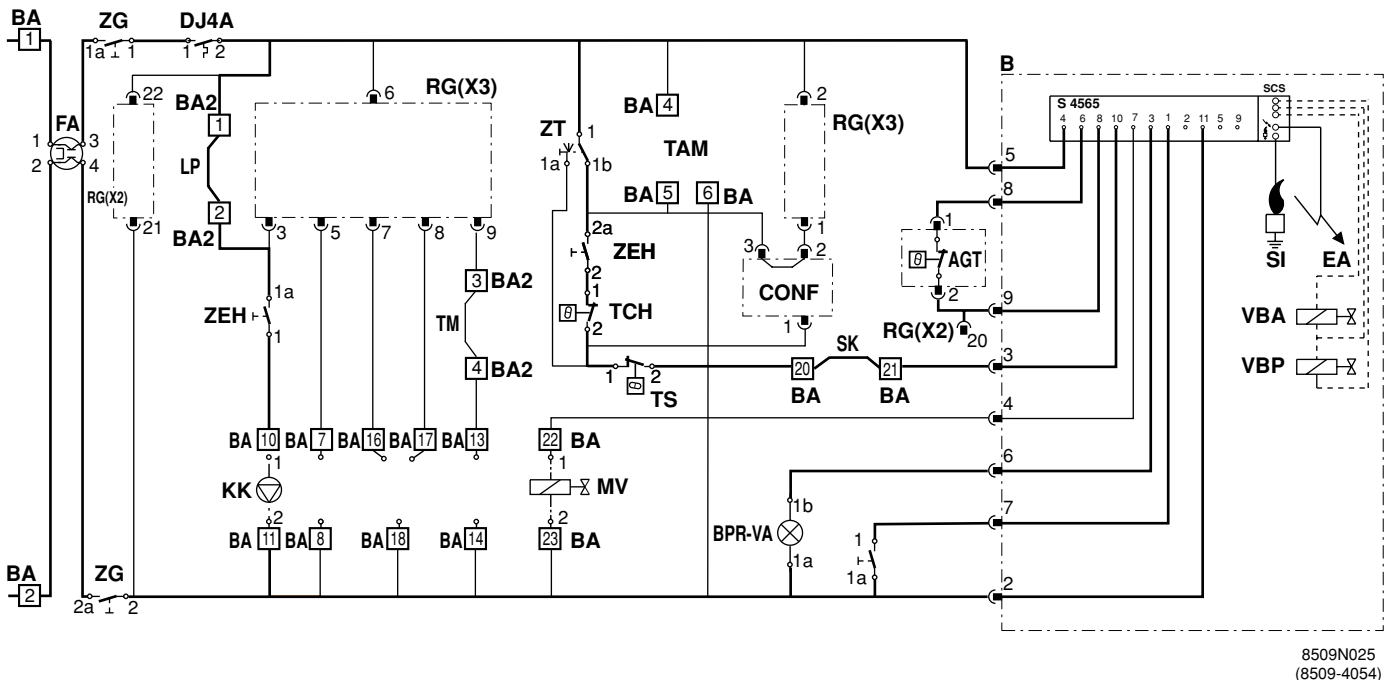 BA ZG DJ4A
1 1a 1 1 2
B
22 6 2 SCS
BA2 RG(X3) BA 4 S 4565
FA 1 ZT 1 RG(X3) 4 6 8 10 7 3 1 2 11 5 9
1 3 LP 1a 1b TAM
2 4 5
RG(X2) 2 BA 5 6 BA 8
21 BA2 3 5 7 8 9 2a 1 1
ZEH 3 2 AGT SI EA
1a 3 BA2 2 CONF 2
ZEH 1 TCH 9 VBA
1 TM 2 1 RG(X2) 20
4 BA2 SK 3 VBP
1 2 20 21
TS BA BA
4
BA 10 BA 7 BA 16 BA 17 BA 13 22 BA
1 1 6
KK MV 1b 7
2 2 BPR-VA 1
BA 11 BA 8 BA 18 BA 14 23 BA 1a 1a
BA ZG
2 2a 2 2
8509N025
(8509-4054)